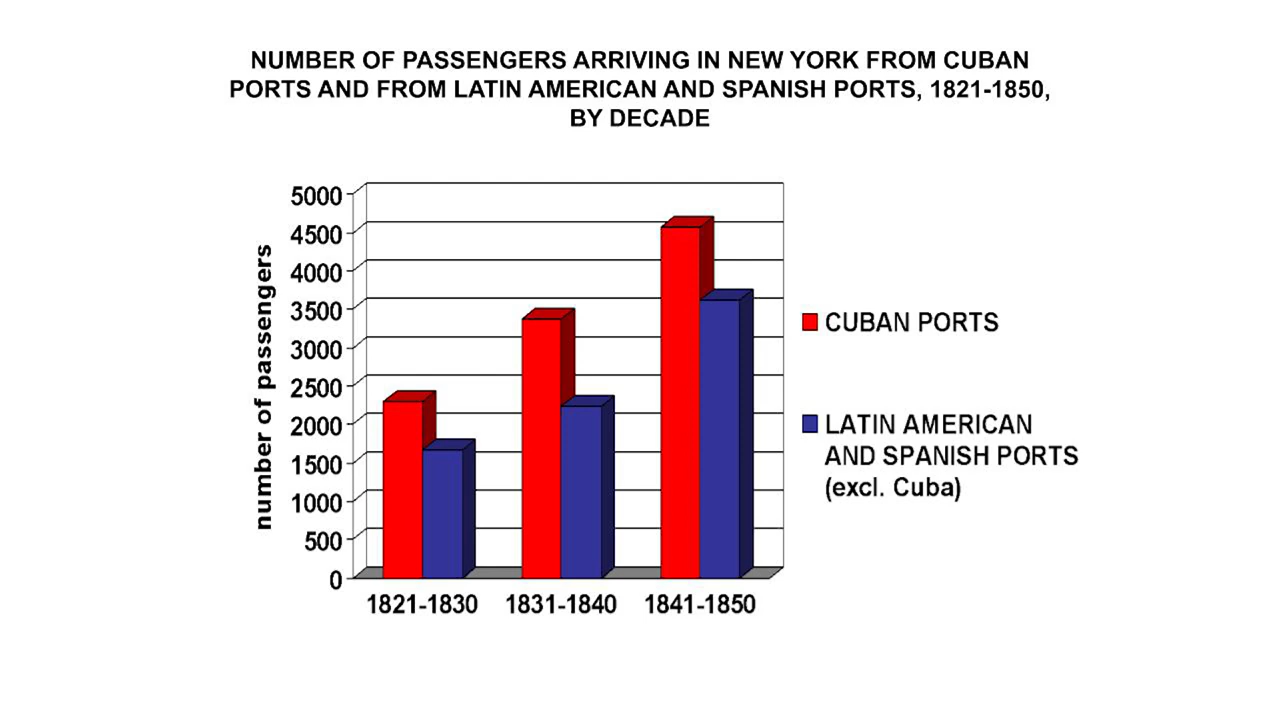 NUMBER OF PASSENGERS ARRIVING IN NEW YORK FROM CUBAN
PORTS AND FROM LATIN AMERICAN AND SPANISH PORTS, 1821-1850,
BY DECADE
number of passengers
5000
4500
4000
3500
3000
2500
2000
1500
1000
500
0
1821-1830 1831-1840 1841-1850
CUBAN PORTS
LATIN AMERICAN
AND SPANISH PORTS
(excl. Cuba)